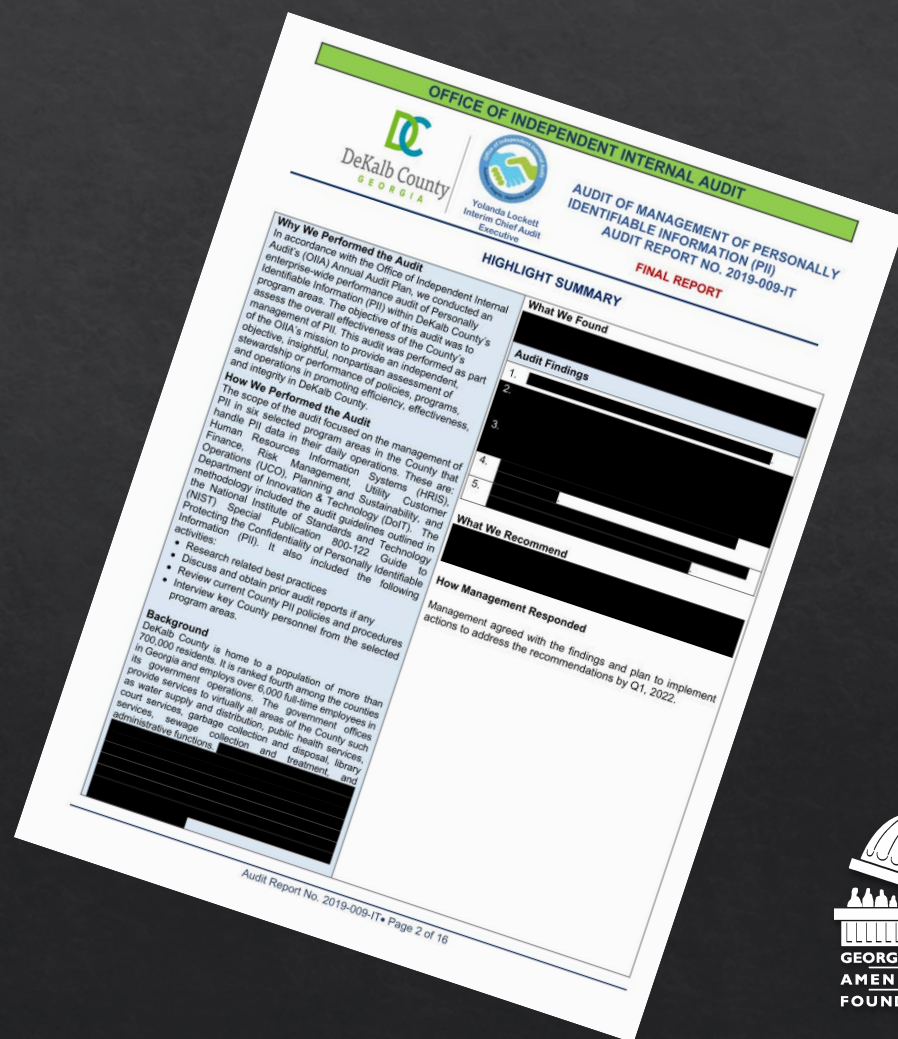 OFFICE OF INDEPENDENT INTERNAL AUDIT
DC
DeKalb County
GEORGIA
Office of Independent Internal Audit
Yolanda Lockett
Interim Chief Audit
Executive
AUDIT OF MANAGEMENT OF PERSONALLY
IDENTIFIABLE INFORMATION (PII)
AUDIT REPORT NO. 2019-009-IT
FINAL REPORT
HIGHLIGHT SUMMARY
Why We Performed the Audit
In accordance with the Office of Independent Internal
Audit's (OIIA) Annual Audit Plan, we conducted an
enterprise-wide performance audit of Personally
Identifiable Information (PII) within DeKalb County's
program areas. The objective of this audit was to
assess the overall effectiveness of the County's
management of PII. This audit was performed as part
of the OIIA's mission to provide an independent,
objective, insightful, nonpartisan assessment of
stewardship or performance of policies, programs,
and operations in promoting efficiency, effectiveness,
and integrity in DeKalb County.
How We Performed the Audit
The scope of the audit focused on the management of
PII in six selected program areas in the County that
handle PII data in their daily operations. These are:
Human Resources Information Systems (HRIS),
Finance, Risk Management, Utility Customer
Operations (UCO), Planning and Sustainability, and
Department of Innovation & Technology (DoIT). The
methodology included the audit guidelines outlined in
the National Institute of Standards and Technology
(NIST), Special Publication 800-122 Guide to
Protecting the Confidentiality of Personally Identifiable
Information (PII). It also included the following
activities:
• Research related best practices
• Discuss and obtain prior audit reports if any
• Review current County PII policies and procedures
• Interview key County personnel from the selected
program areas.
Background
DeKalb County is home to a population of more than
700,000 residents. It is ranked fourth among the counties
in Georgia and employs over 6,000 full-time employees in
its government operations. The government offices
provide services to virtually all areas of the County such
as water supply and distribution, public health services,
court services, garbage collection and disposal, library
services, sewage collection and treatment, and
administrative functions.
What We Found
Audit Findings
1.
2.
3.
4.
5.
What We Recommend
How Management Responded
Management agreed with the findings and plan to implement
actions to address the recommendations by Q1, 2022.
Audit Report No. 2019-009-IT• Page 2 of 16
GEORG
AMEN
FOUND